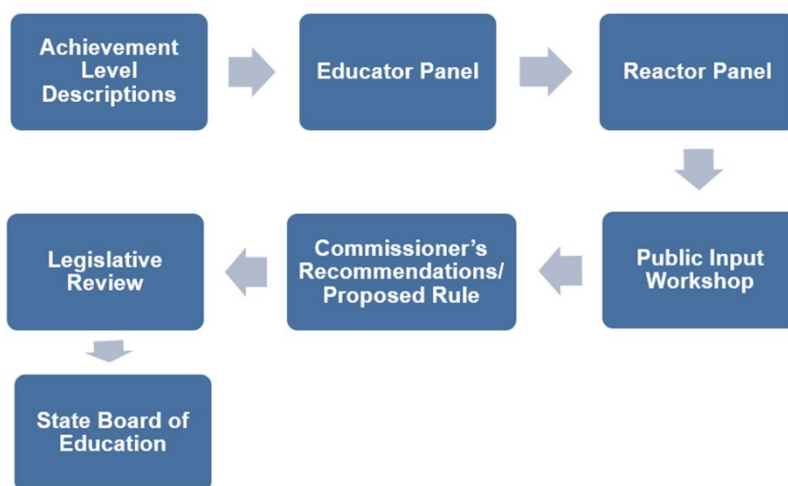 Achievement
Level
Descriptions
Educator Panel
Reactor Panel
Public Input
Workshop
Commissioner’s
Recommendations/
Proposed Rule
Legislative
Review
State Board of
Education